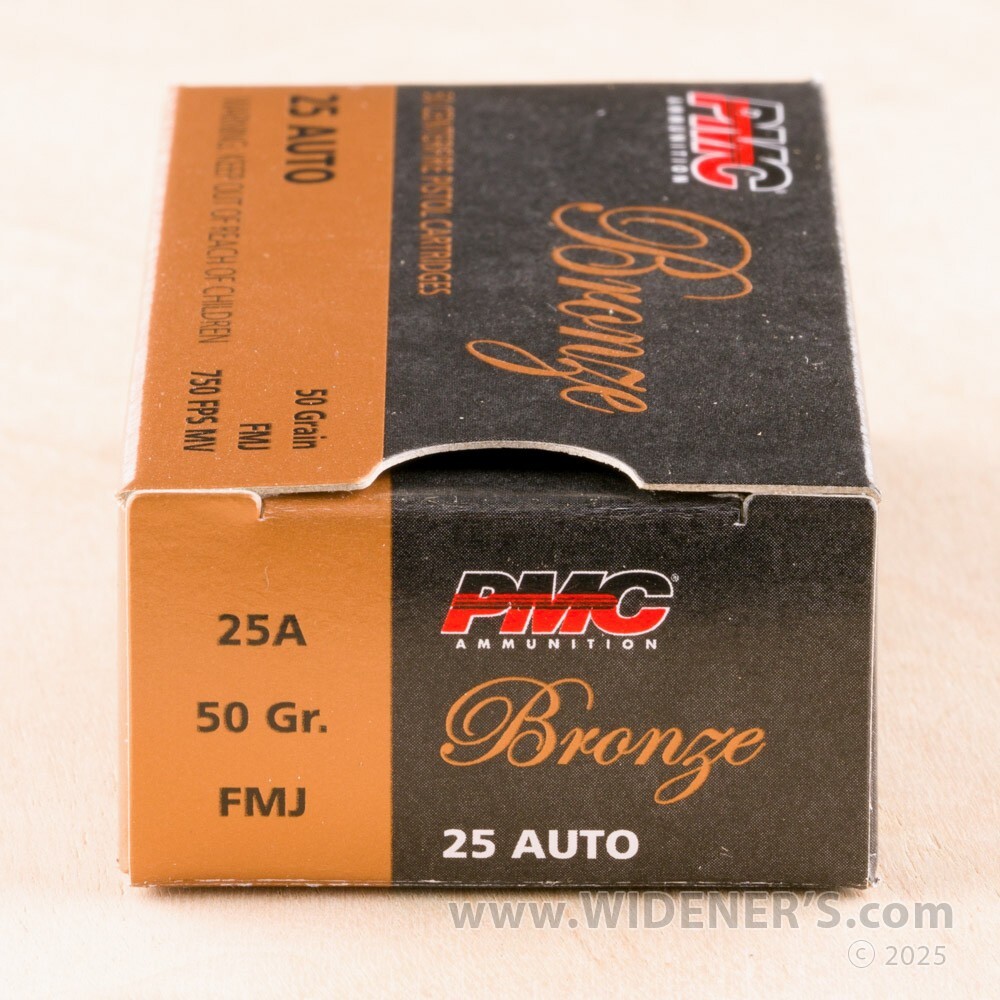 25 AUTO
WARNING: KEEP OUT OF REACH OF CHILDREN
50 Grain
FMJ
750 FPS MV
50 CENTERFIRE PISTOL CARTRIDGES
PMC
AMMUNITION
Bronze
25A
50 Gr.
FMJ
PMC®
AMMUNITION
Bronze
25 AUTO
www.WIDENER'S.com
© 2025